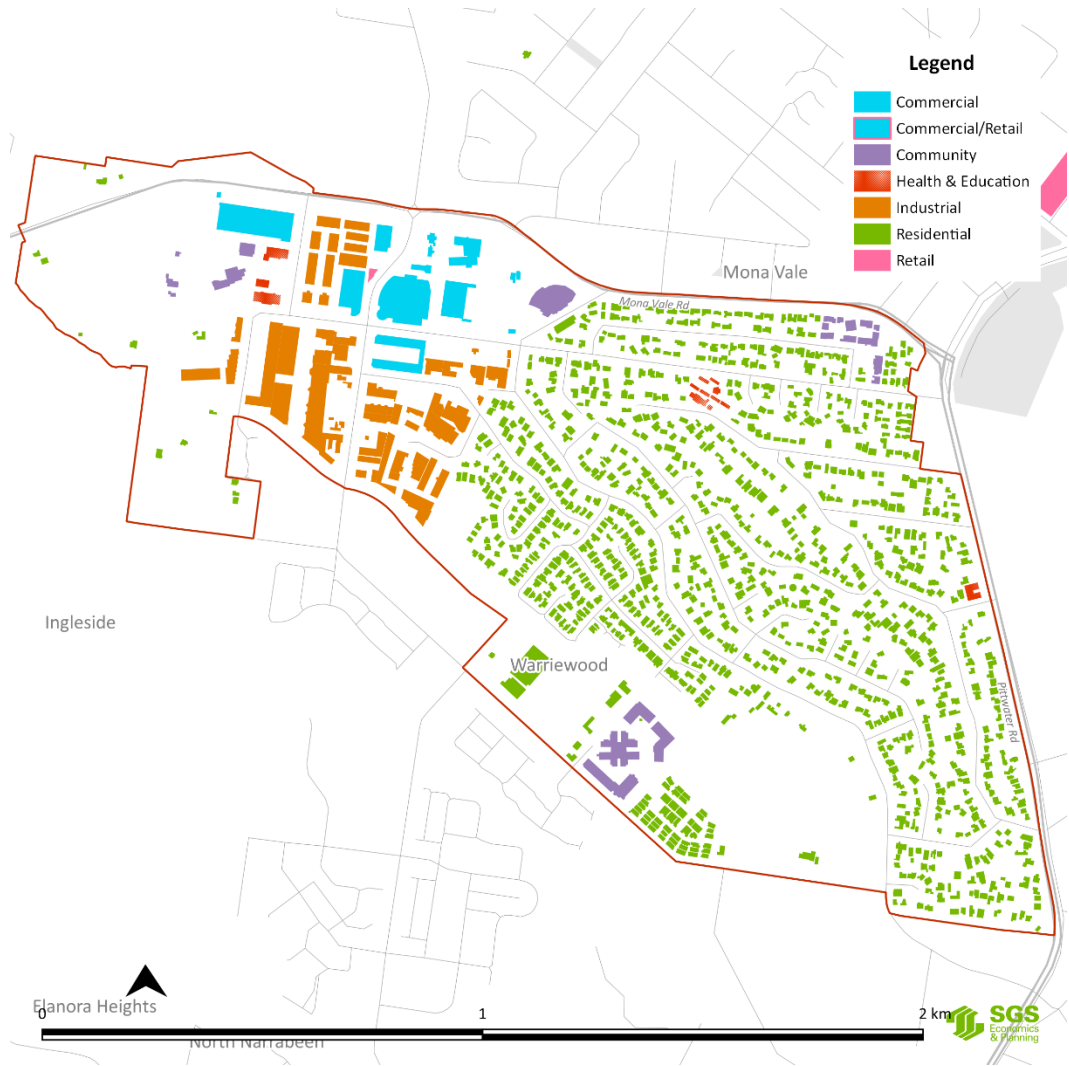 Legend
Commercial
Commercial/Retail
Community
Health & Education
Industrial
Residential
Retail
Mona Vale
Mona Vale Rd
Ingleside
Warriewood
Pittwater Rd
Elanora Heights
0 1 2 km
North Narrabeen
SGS
Economics
& Planning